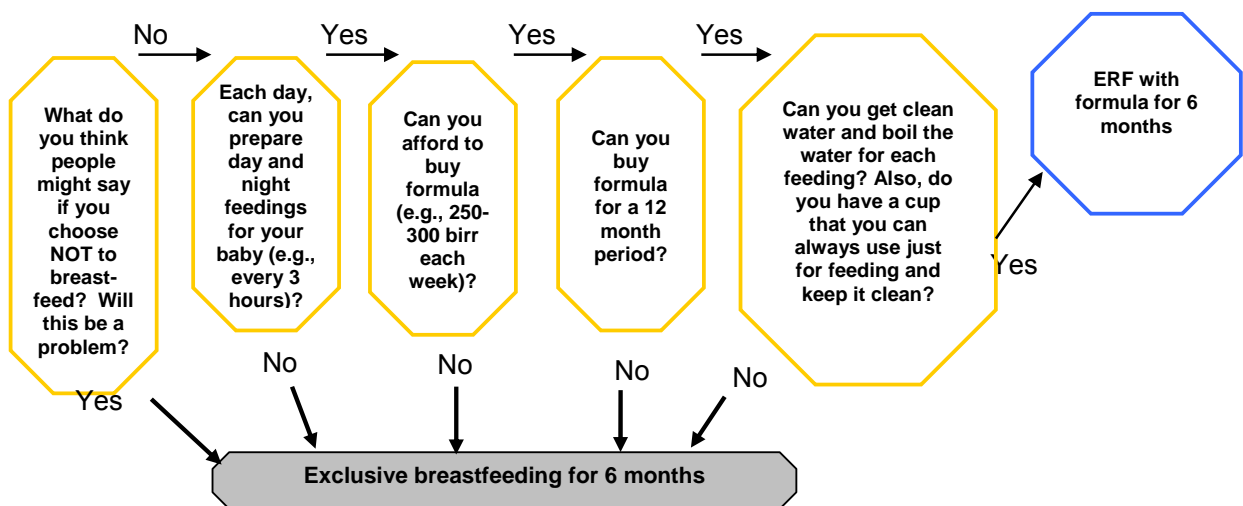 No
Yes
Yes
Yes
What do
you think
people
might say
if you
choose
NOT to
breast-
feed?  Will
this be a
problem?
Each day,
can you
prepare
day and
night
feedings
for your
baby (e.g.,
every 3
hours)?
Can you
afford to
buy
formula
(e.g., 250-
300 birr
each
week)?
Can you
buy
formula
for a 12
month
period?
Can you get clean
water and boil the
water for each
feeding? Also, do
you have a cup
that you can
always use just
for feeding and
keep it clean?
ERF with
formula for 6
months
Yes
Yes
No
No
No
No
Exclusive breastfeeding for 6 months